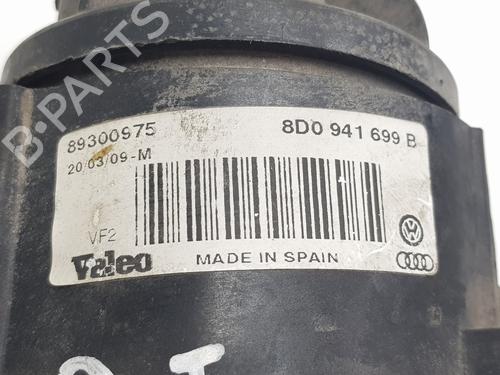 89300975 8D0 941 699 B
20/03/09-M
VF2
Valeo MADE IN SPAIN
B-PARTS